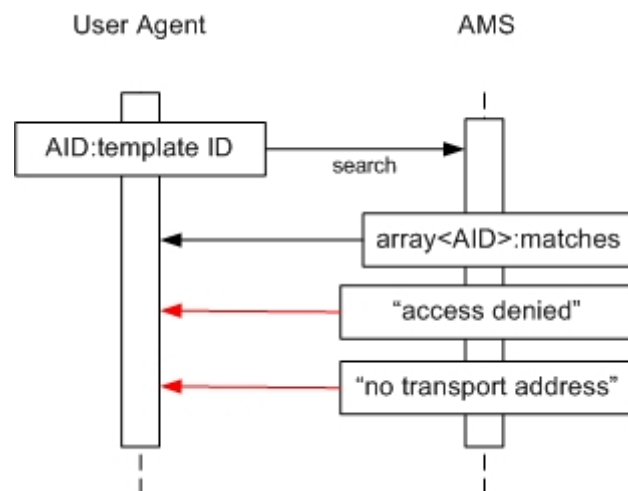 User Agent
AMS
AID:template ID
search
array<AID>:matches
“access denied”
“no transport address”